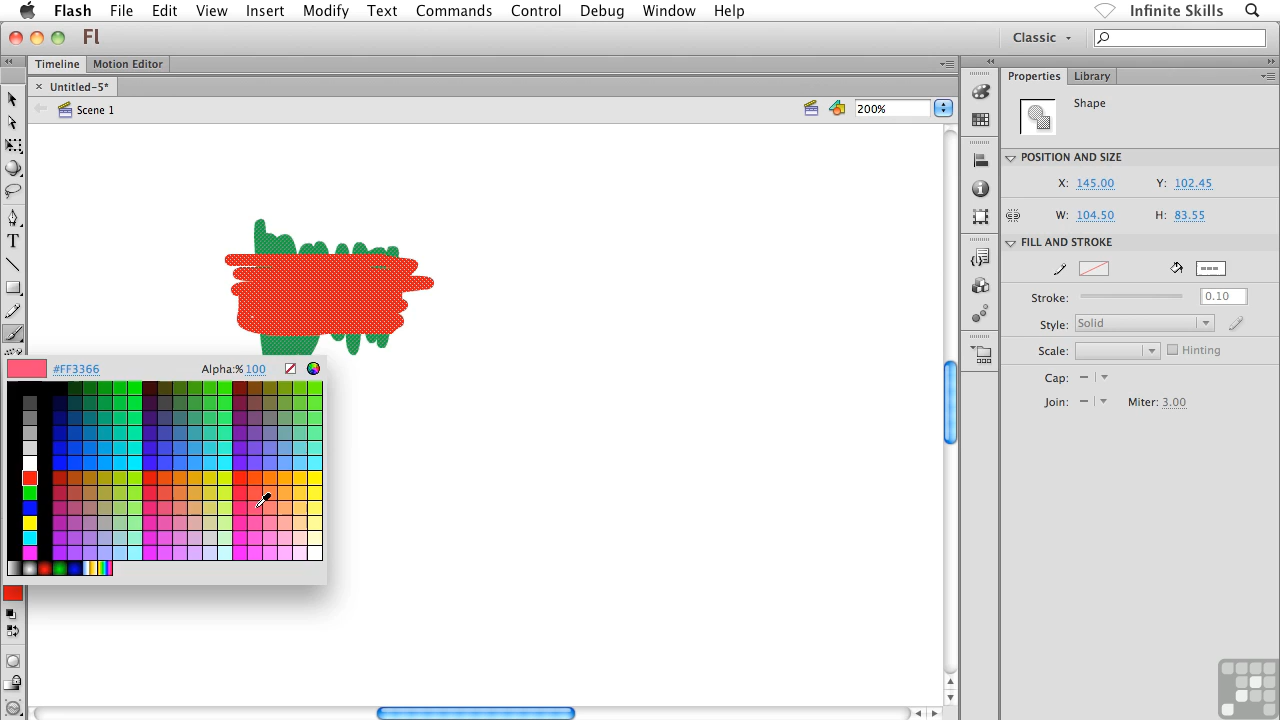 Flash File Edit View Insert Modify Text Commands Control Debug Window Help Infinite Skills
Fl Classic
Timeline Motion Editor
Untitled-5*
Scene 1 200%
Properties Library
Shape
POSITION AND SIZE
X: 145.00 Y: 102.45
W: 104.50 H: 83.55
FILL AND STROKE
Stroke: 0.10
Style: Solid
Scale: Hinting
Cap:
Join: Miter: 3.00
T
#FF3366 Alpha:% 100